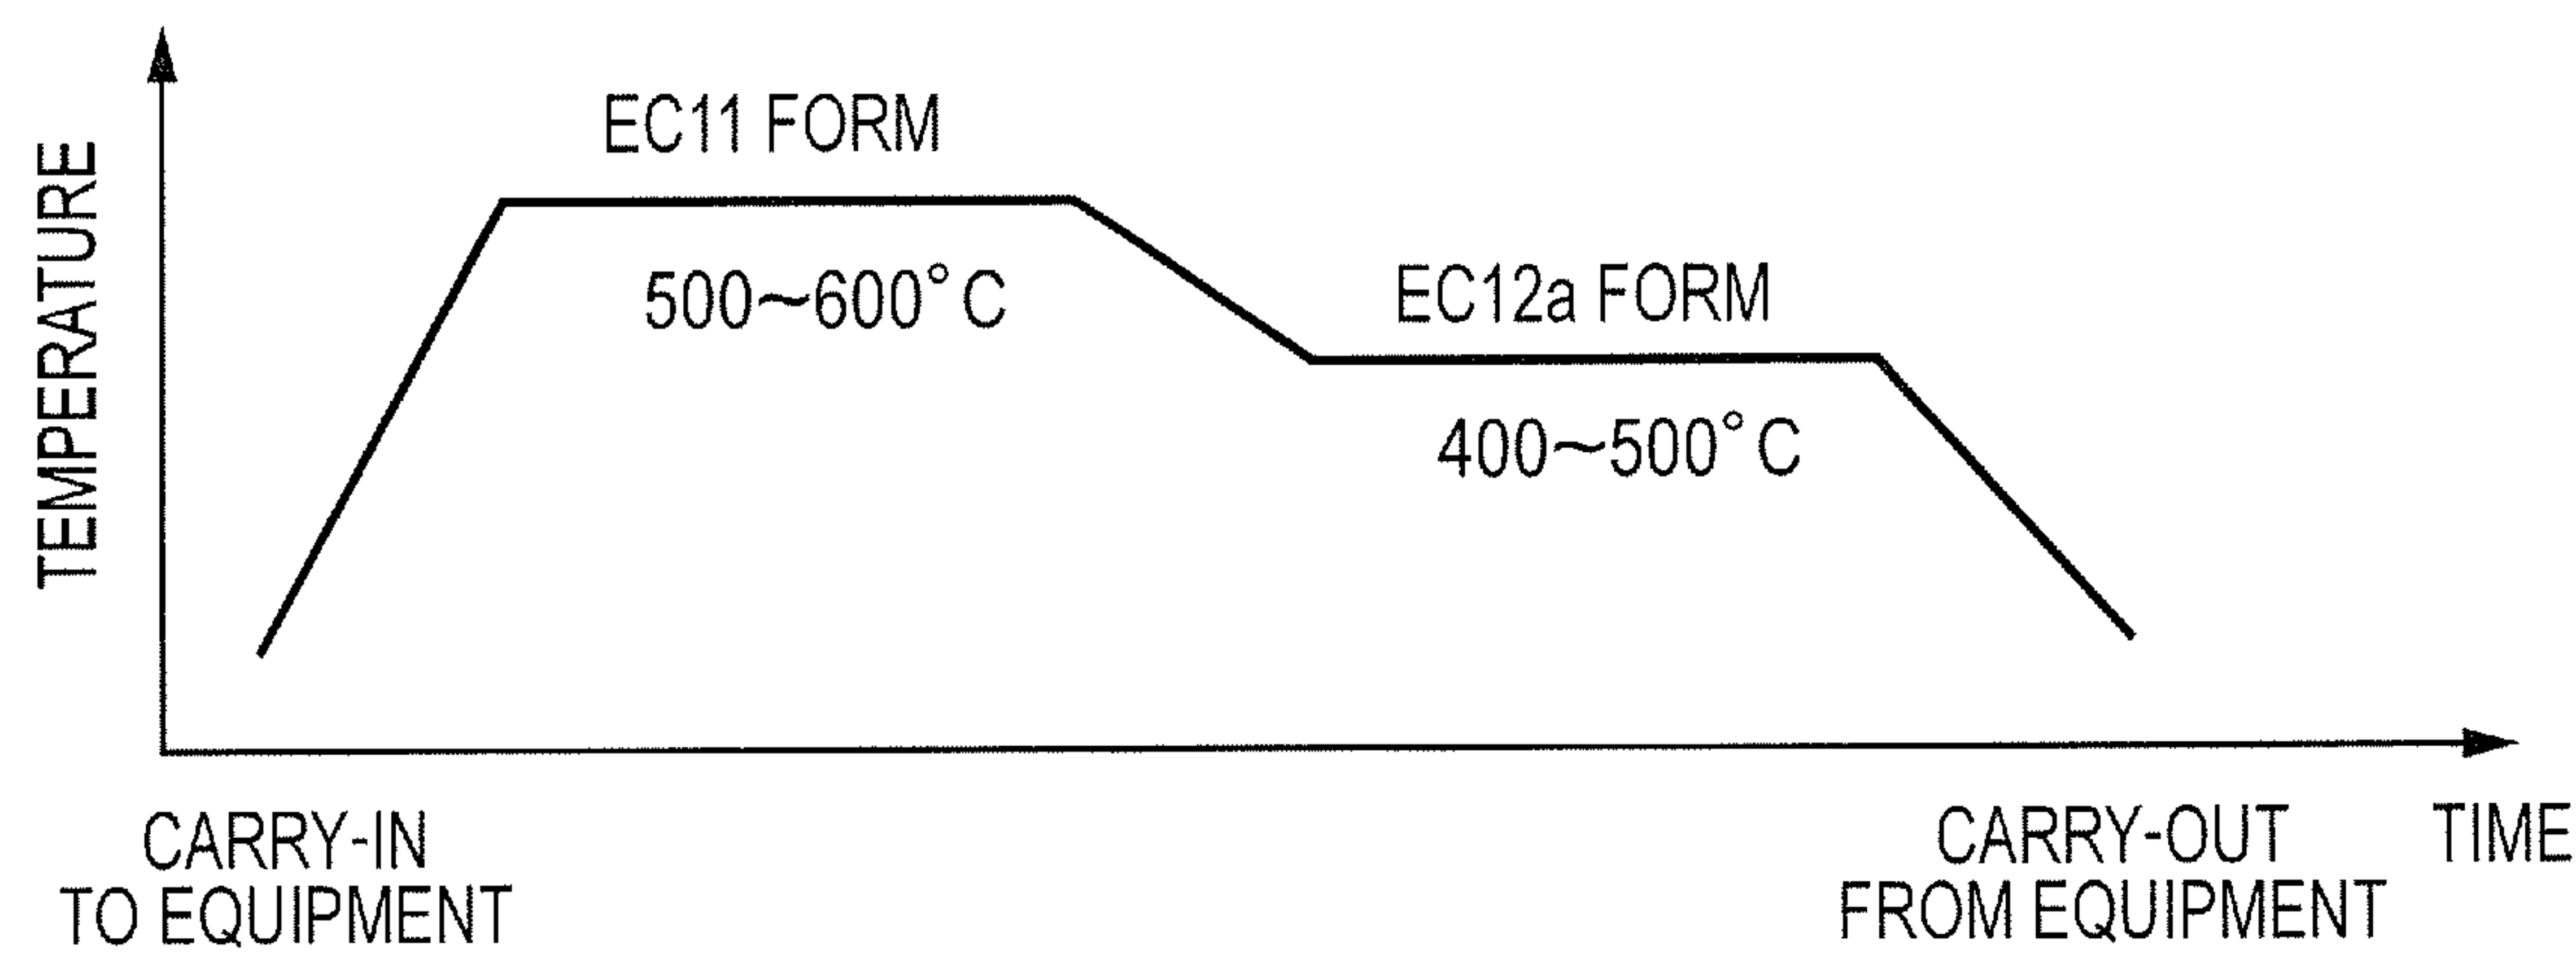 TEMPERATURE
EC11 FORM
500~600°C
EC12a FORM
400~500°C
CARRY-IN
TO EQUIPMENT
CARRY-OUT
FROM EQUIPMENT
TIME